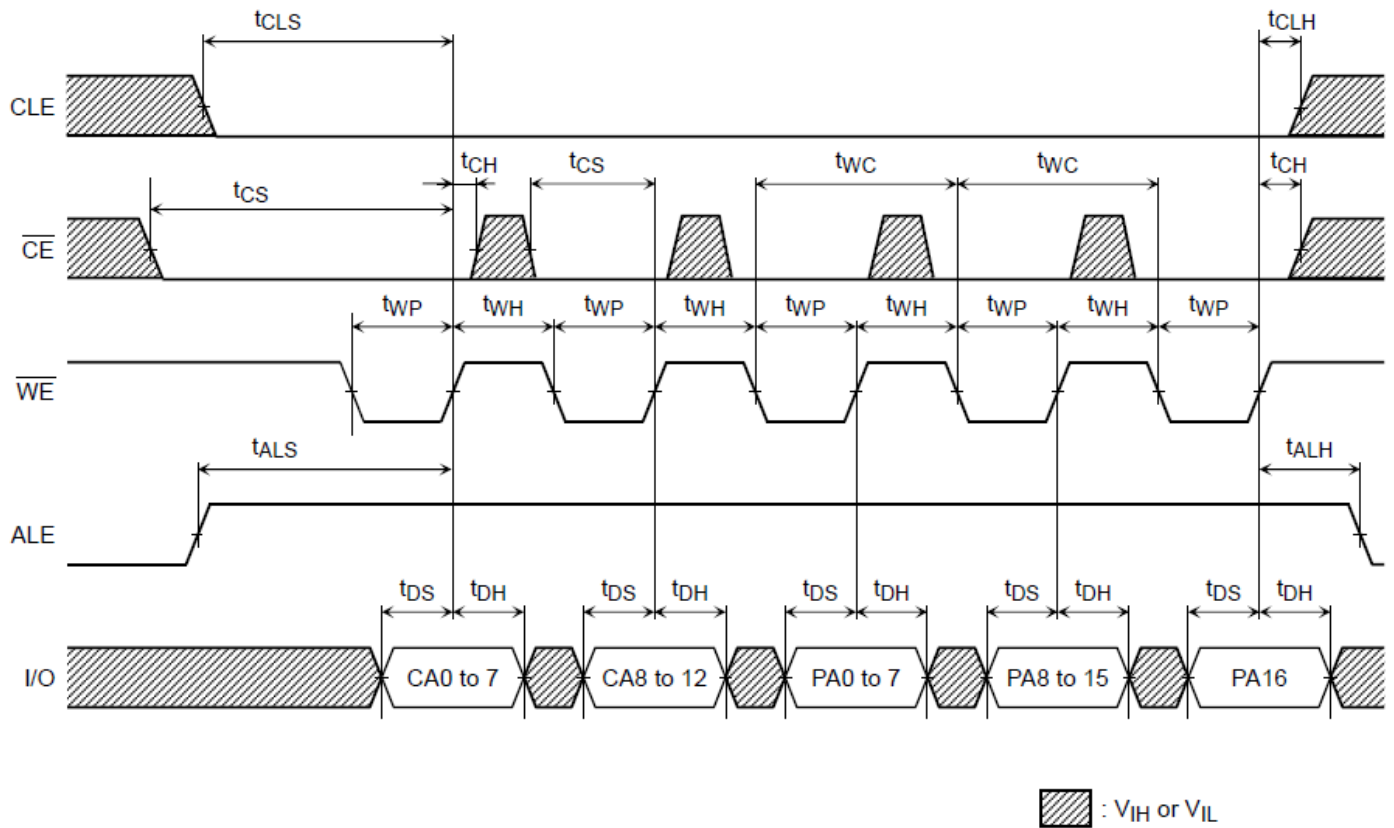 tCLS tCLH
CLE
tCH tCS tWC tWC tCH
tCS
CE
tWP tWH tWP tWH tWP tWH tWP tWH tWP
WE
tALS tALH
ALE
tDS tDH tDS tDH tDS tDH tDS tDH tDS tDH
I/O CA0 to 7 CA8 to 12 PA0 to 7 PA8 to 15 PA16
: VIH or VIL